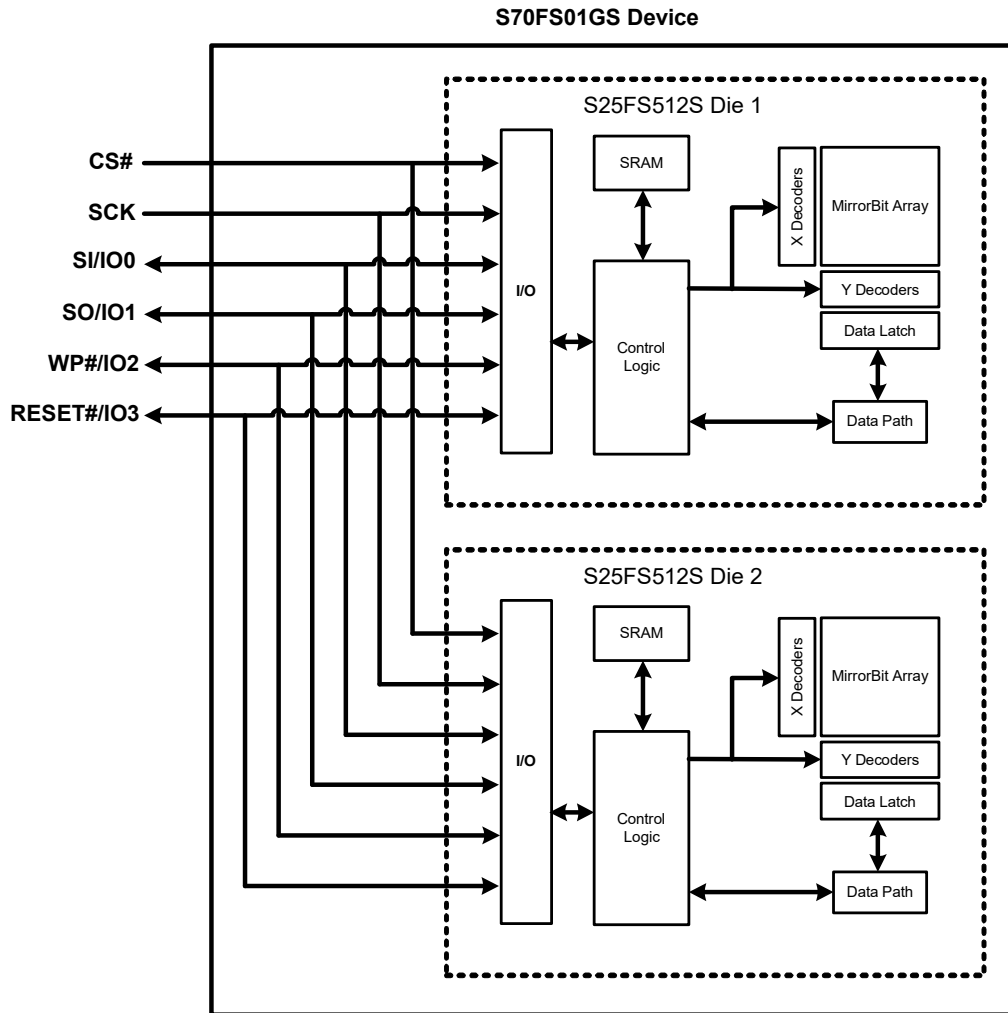 S70FS01GS Device
CS#
SCK
SI/IO0
SO/IO1
WP#/IO2
RESET#/IO3
S25FS512S Die 1
I/O
SRAM
Control
Logic
X Decoders
MirrorBit Array
Y Decoders
Data Latch
Data Path
S25FS512S Die 2
I/O
SRAM
Control
Logic
X Decoders
MirrorBit Array
Y Decoders
Data Latch
Data Path